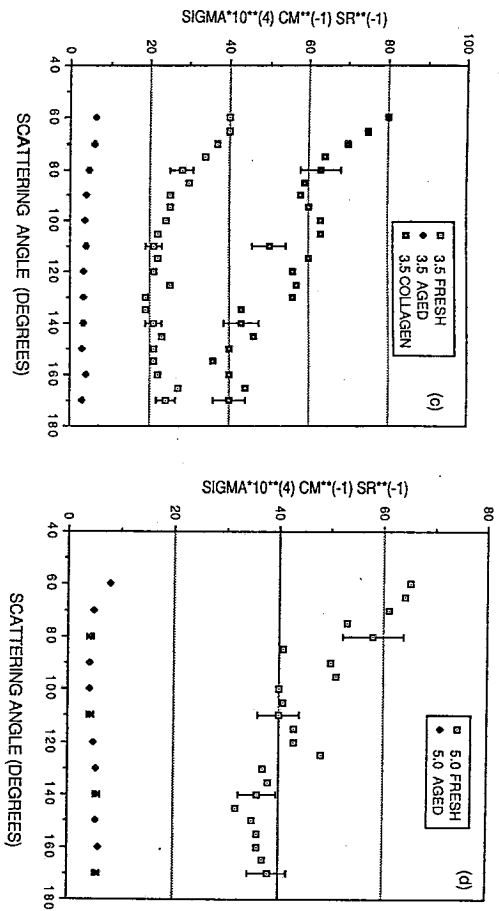 SIGMA*10**(4) CM**(-1) SR**(-1)
0 20 40 60 80 100
40 60 80 100 120 140 160 180
SCATTERING ANGLE (DEGREES)
3.5 FRESH
3.5 AGED
3.5 COLLAGEN
(c)
SIGMA*10**(4) CM**(-1) SR**(-1)
0 20 40 60 80
40 60 80 100 120 140 160 180
SCATTERING ANGLE (DEGREES)
5.0 FRESH
5.0 AGED
(d)